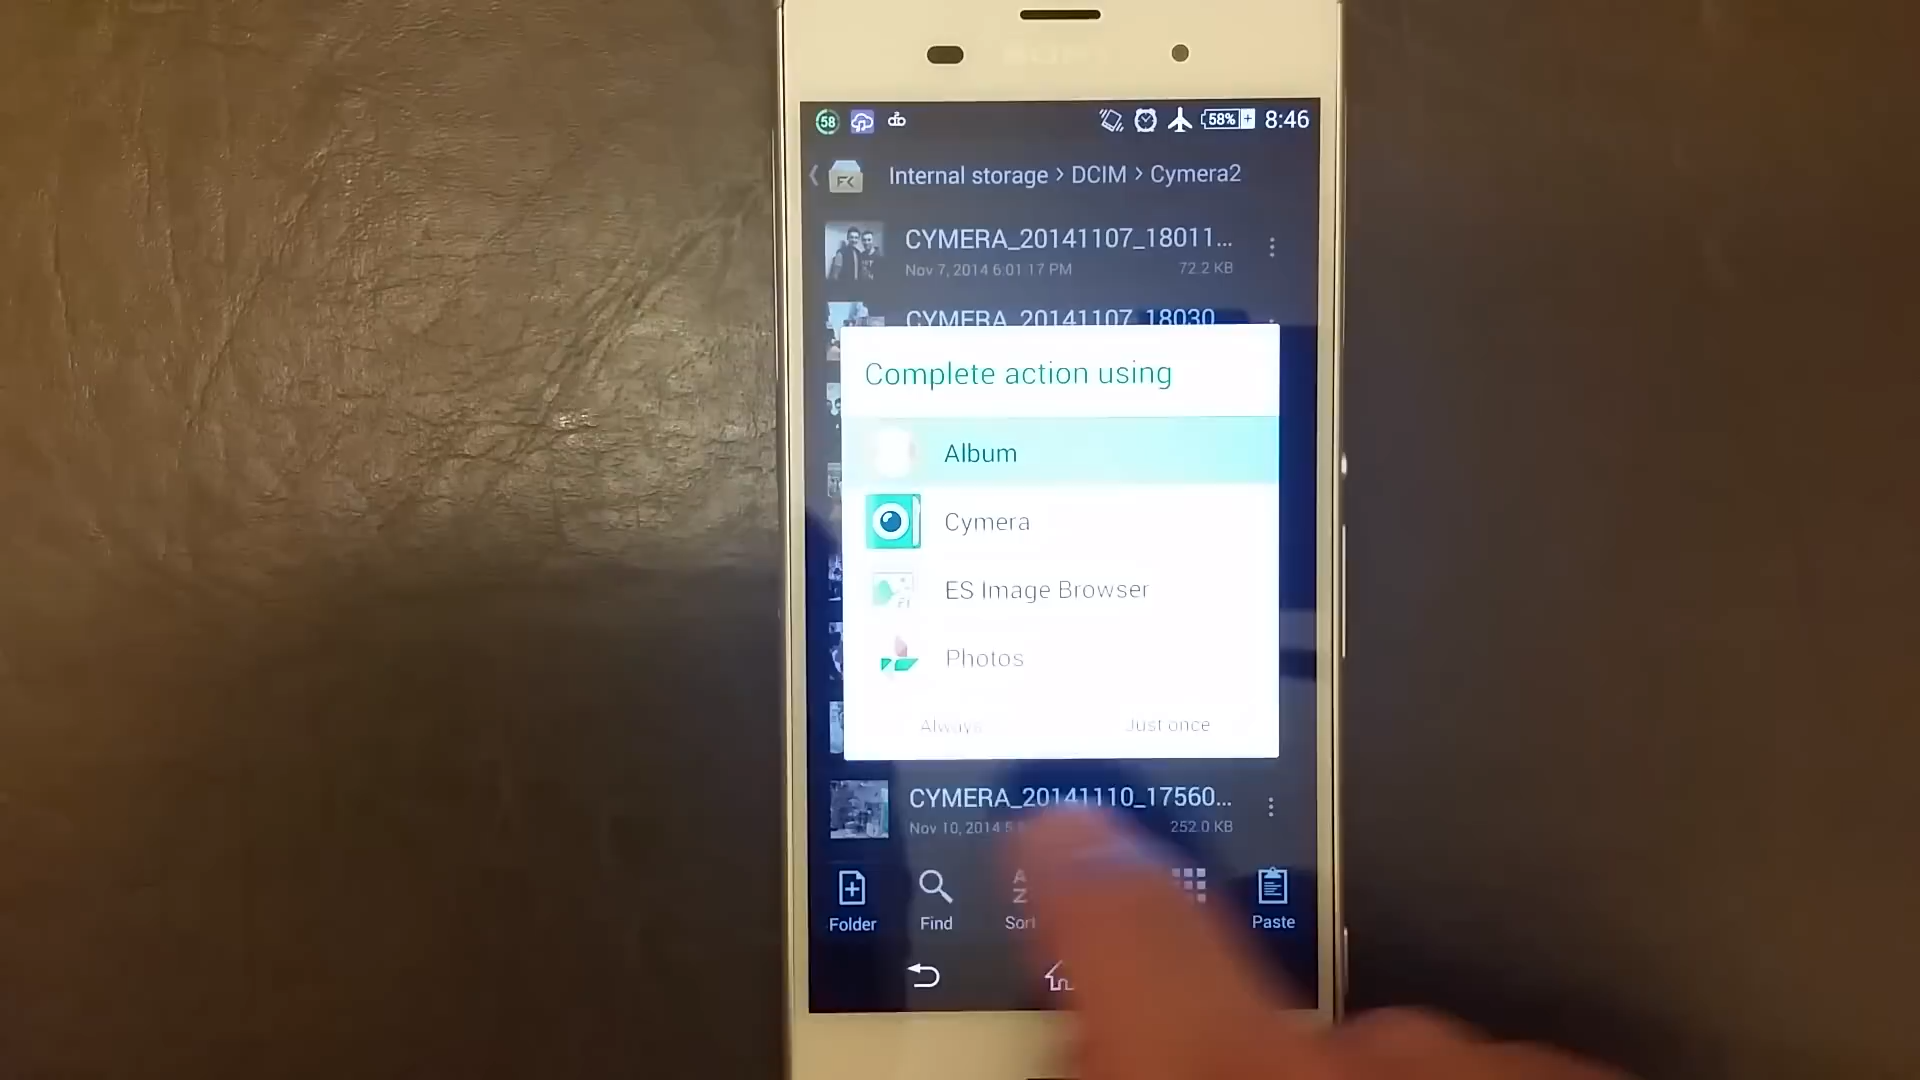 58 58% + 8:46
FX Internal storage > DCIM > Cymera2
CYMERA_20141107_18011...
Nov 7, 2014 6:01:17 PM 72.2 KB
CYMERA_20141107_18030
Complete action using
Album
Cymera
ES Image Browser
Photos
Always Just once
CYMERA_20141110_17560...
Nov 10, 2014 252.0 KB
A
Z
Folder Find Sort Paste